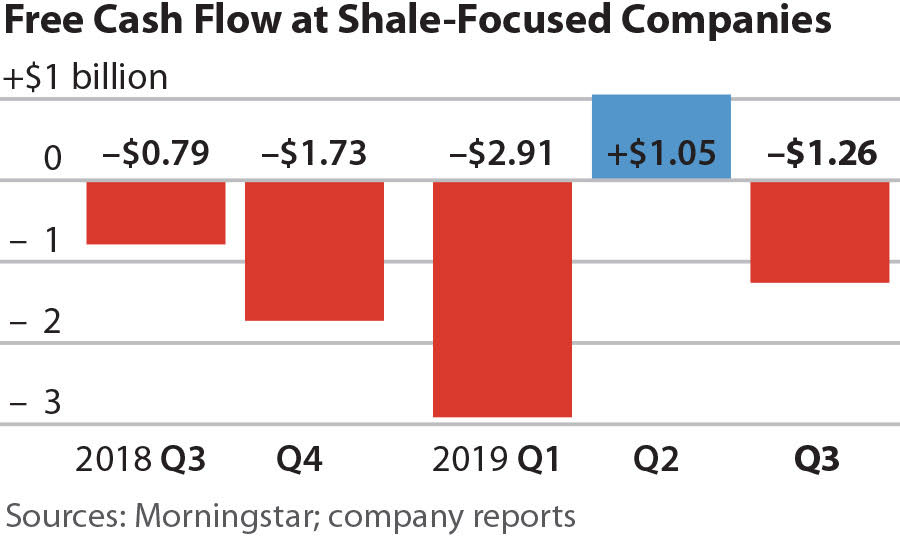 Free Cash Flow at Shale-Focused Companies
+$1 billion
0 –$0.79 –$1.73 –$2.91 +$1.05 –$1.26
– 1
– 2
– 3
2018 Q3 Q4 2019 Q1 Q2 Q3
Sources: Morningstar; company reports